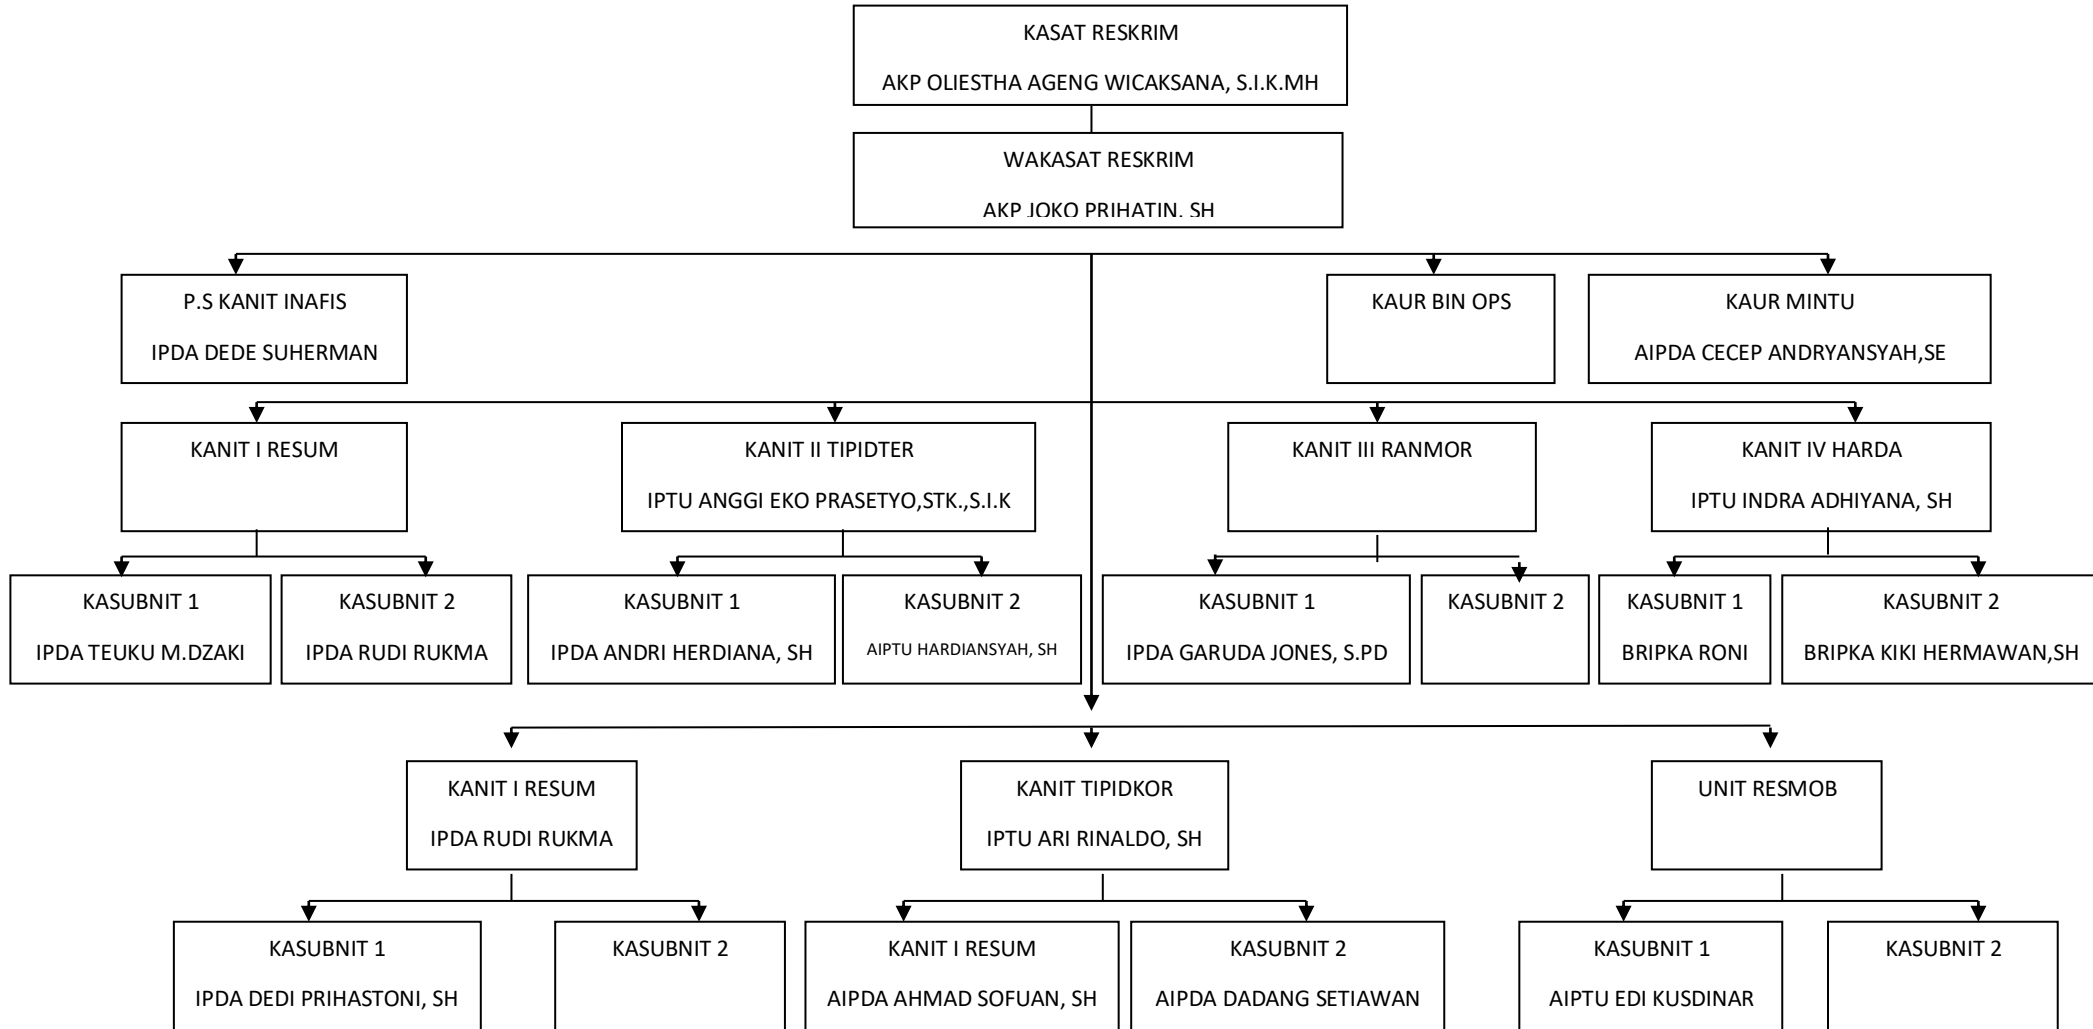 KASAT RESKRIM
AKP OLIESTHA AGENG WICAKSANA, S.I.K.MH
WAKASAT RESKRIM
AKP JOKO PRIHATIN, SH
P.S KANIT INAFIS
IPDA DEDE SUHERMAN
KAUR BIN OPS
KAUR MINTU
AIPDA CECEP ANDRYANSYAH,SE
KANIT I RESUM
KANIT II TIPIDTER
IPTU ANGGI EKO PRASETYO,STK.,S.I.K
KANIT III RANMOR
KANIT IV HARDA
IPTU INDRA ADHIYANA, SH
KASUBNIT 1
IPDA TEUKU M.DZAKI
KASUBNIT 2
IPDA RUDI RUKMA
KASUBNIT 1
IPDA ANDRI HERDIANA, SH
KASUBNIT 2
AIPTU HARDIANSYAH, SH
KASUBNIT 1
IPDA GARUDA JONES, S.PD
KASUBNIT 2
KASUBNIT 1
BRIPKA RONI
KASUBNIT 2
BRIPKA KIKI HERMAWAN,SH
KANIT I RESUM
IPDA RUDI RUKMA
KANIT TIPIDKOR
IPTU ARI RINALDO, SH
UNIT RESMOB
KASUBNIT 1
IPDA DEDI PRIHASTONI, SH
KASUBNIT 2
KANIT I RESUM
AIPDA AHMAD SOFUAN, SH
KASUBNIT 2
AIPDA DADANG SETIAWAN
KASUBNIT 1
AIPTU EDI KUSDINAR
KASUBNIT 2